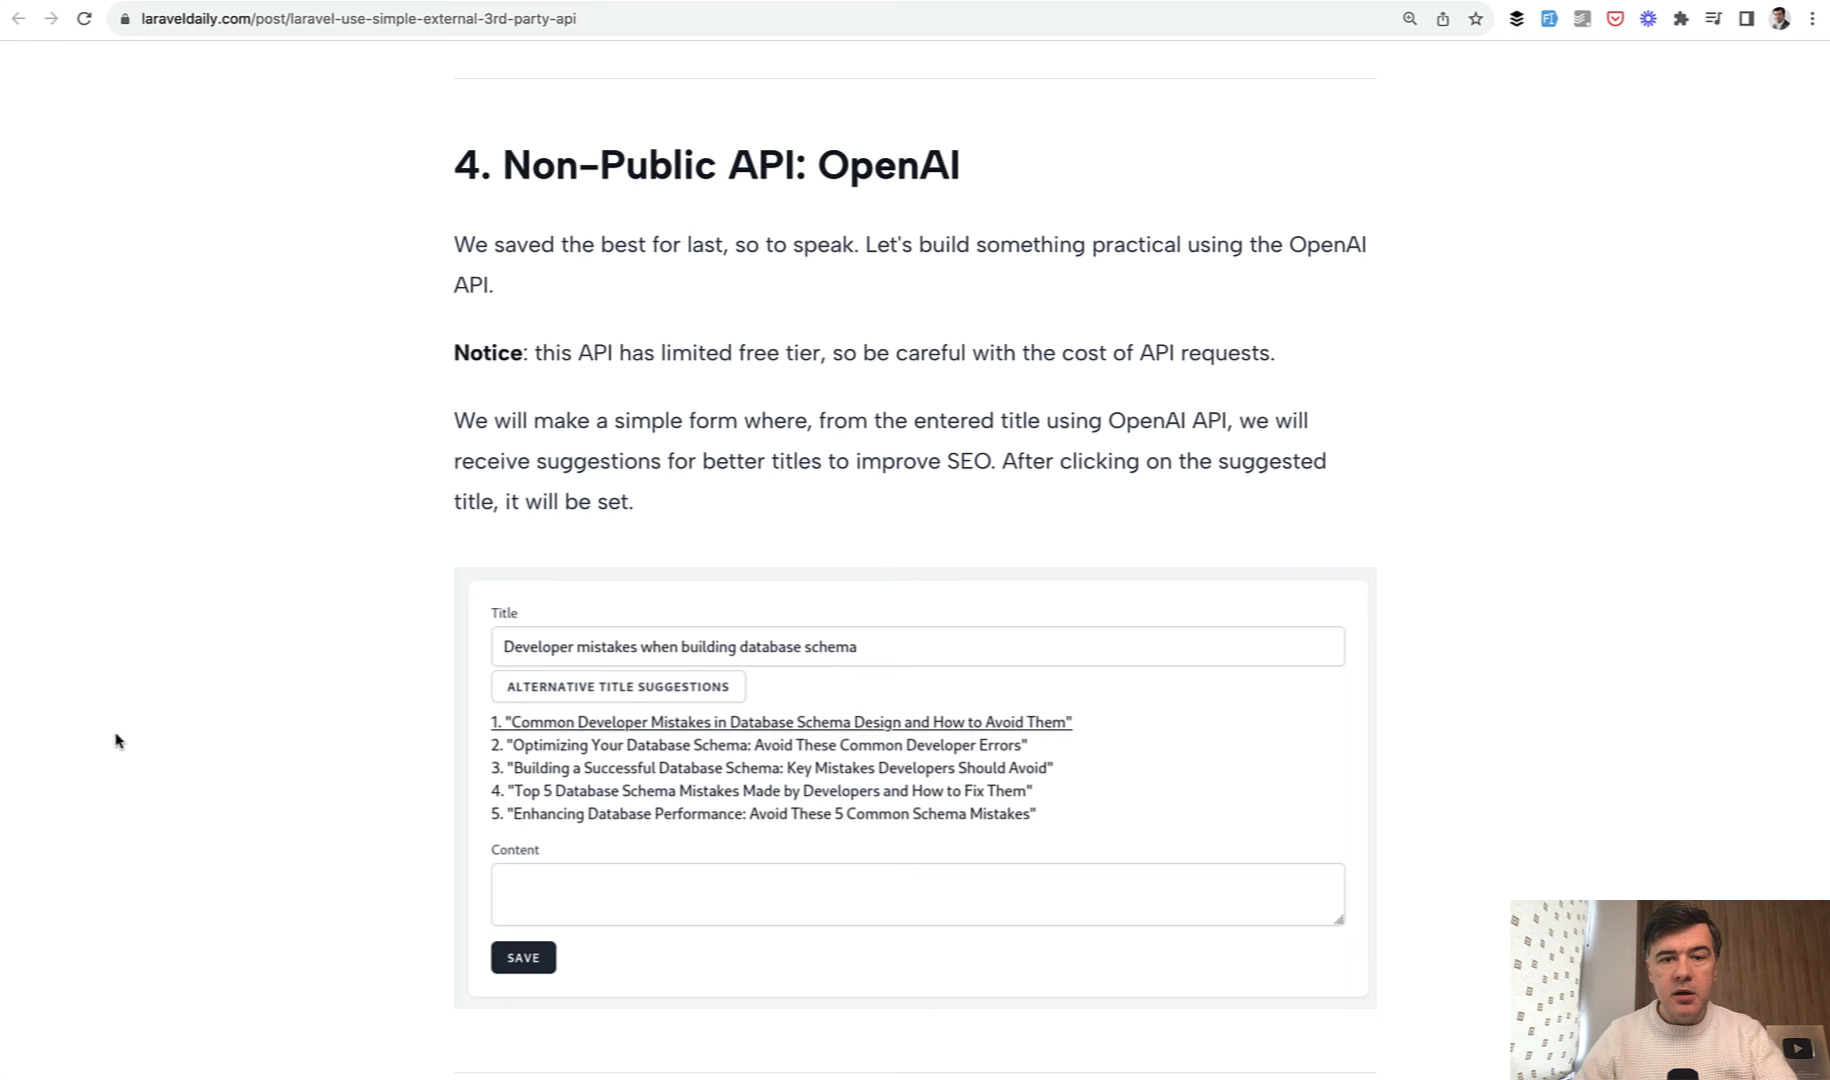 laraveldaily.com/post/laravel-use-simple-external-3rd-party-api
4. Non-Public API: OpenAI
We saved the best for last, so to speak. Let's build something practical using the OpenAI
API.
Notice: this API has limited free tier, so be careful with the cost of API requests.
We will make a simple form where, from the entered title using OpenAI API, we will
receive suggestions for better titles to improve SEO. After clicking on the suggested
title, it will be set.
Title
Developer mistakes when building database schema
ALTERNATIVE TITLE SUGGESTIONS
1. "Common Developer Mistakes in Database Schema Design and How to Avoid Them"
2. "Optimizing Your Database Schema: Avoid These Common Developer Errors"
3. "Building a Successful Database Schema: Key Mistakes Developers Should Avoid"
4. "Top 5 Database Schema Mistakes Made by Developers and How to Fix Them"
5. "Enhancing Database Performance: Avoid These 5 Common Schema Mistakes"
Content
SAVE